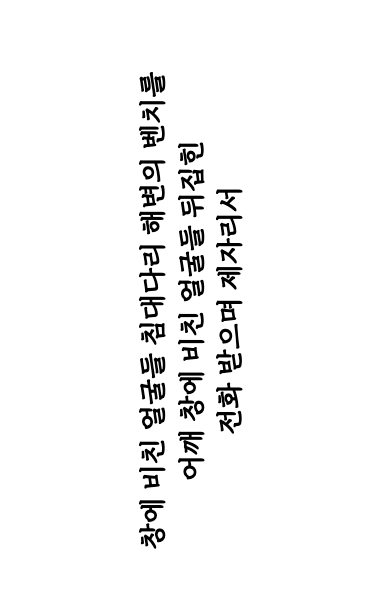 창에 비친 얼굴들 침대다리 해변의 벤치를
어깨 창에 비친 얼굴들 뒤집힌
전화 받으며 제자리서